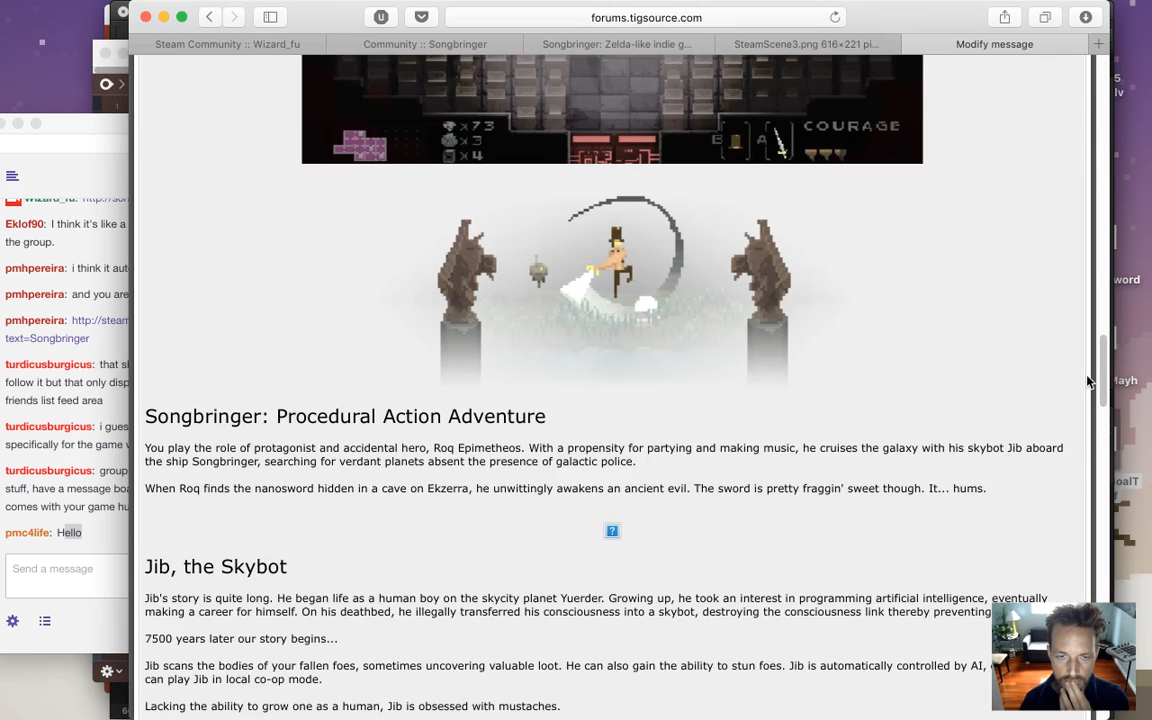 forums.tigsource.com
Steam Community :: Wizard_fu
Community :: Songbringer
Songbringer: Zelda-like indie g...
SteamScene3.png 616×221 pi...
Modify message
COURAGE
×73
×3
×4
B
A
Eklof90: I think it's like a
the group.
pmhpereira: i think it aut
pmhpereira: and you are
pmhpereira: http://steam
text=Songbringer
turdicusburgicus: that s
follow it but that only disp
friends list feed area
turdicusburgicus: i gues
specifically for the game
turdicusburgicus: group
stuff, have a message boa
comes with your game hu
pmc4life: Hello
Send a message
Songbringer: Procedural Action Adventure
You play the role of protagonist and accidental hero, Roq Epimetheos. With a propensity for partying and making music, he cruises the galaxy with his skybot Jib aboard
the ship Songbringer, searching for verdant planets absent the presence of galactic police.
When Roq finds the nanosword hidden in a cave on Ekzerra, he unwittingly awakens an ancient evil. The sword is pretty fraggin' sweet though. It... hums.
?
Jib, the Skybot
Jib's story is quite long. He began life as a human boy on the skycity planet Yuerder. Growing up, he took an interest in programming artificial intelligence, eventually
making a career for himself. On his deathbed, he illegally transferred his consciousness into a skybot, destroying the consciousness link thereby preventing
7500 years later our story begins...
Jib scans the bodies of your fallen foes, sometimes uncovering valuable loot. He can also gain the ability to stun foes. Jib is automatically controlled by AI,
can play Jib in local co-op mode.
Lacking the ability to grow one as a human, Jib is obsessed with mustaches.